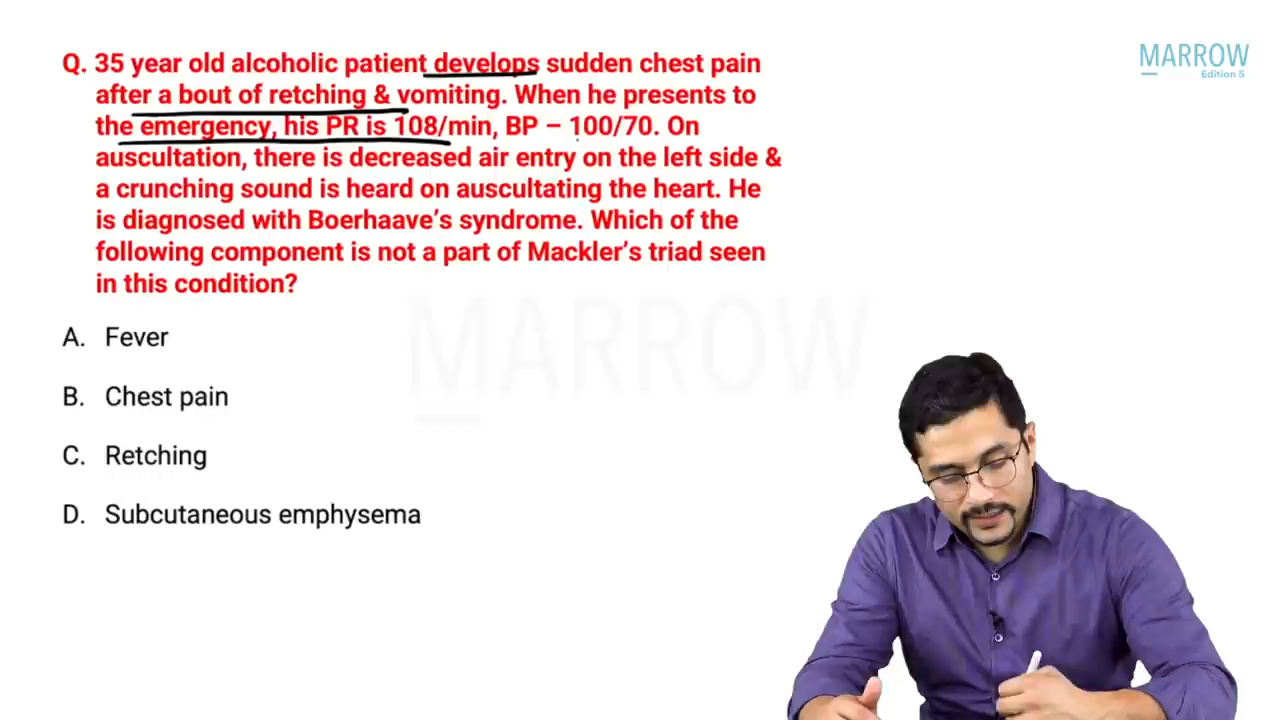 MARROW
Edition 5
Q. 35 year old alcoholic patient develops sudden chest pain
after a bout of retching & vomiting. When he presents to
the emergency, his PR is 108/min, BP – 100/70. On
auscultation, there is decreased air entry on the left side &
a crunching sound is heard on auscultating the heart. He
is diagnosed with Boerhaave’s syndrome. Which of the
following component is not a part of Mackler’s triad seen
in this condition?
MARROW
A. Fever
B. Chest pain
C. Retching
D. Subcutaneous emphysema